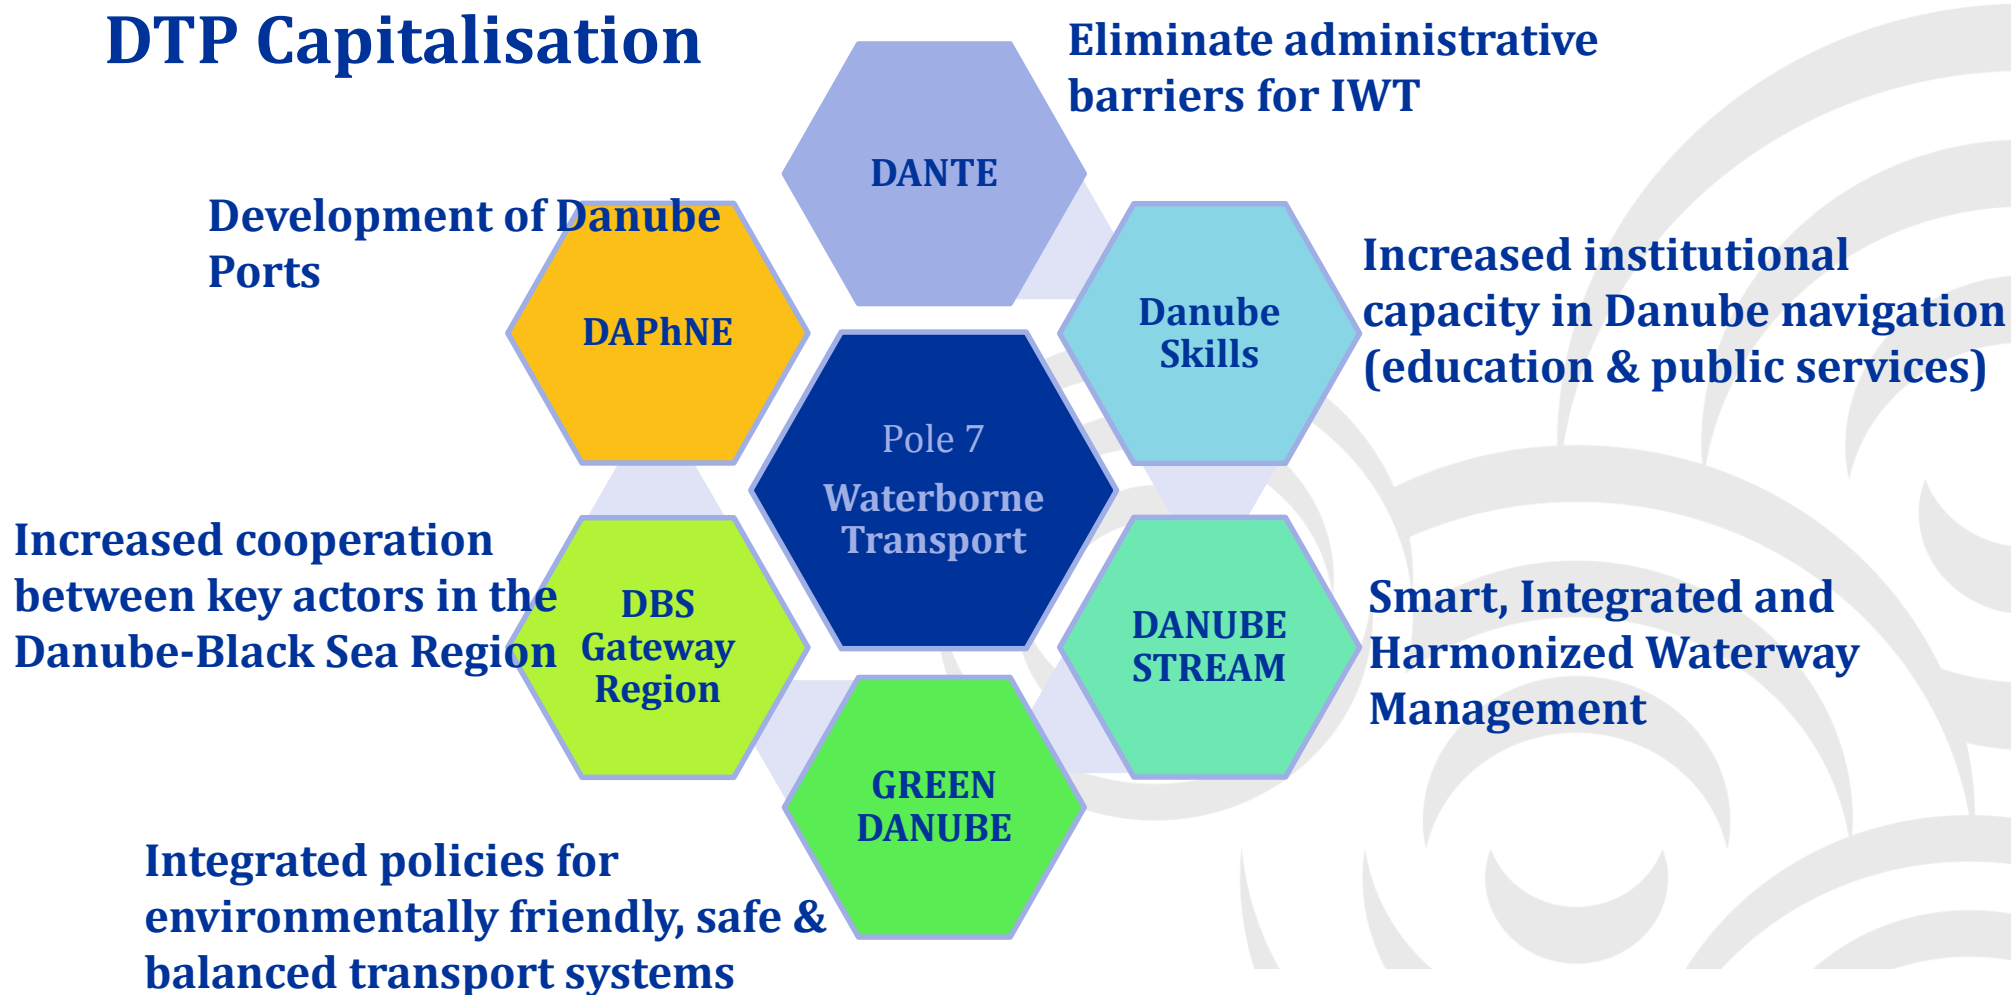 DTP Capitalisation
Eliminate administrative
barriers for IWT
DANTE
Development of Danube
Ports
DAPhNE
Danube
Skills
Increased institutional
capacity in Danube navigation
(education & public services)
Pole 7
Waterborne
Transport
Increased cooperation
between key actors in the
Danube-Black Sea Region
DBS
Gateway
Region
DANUBE
STREAM
Smart, Integrated and
Harmonized Waterway
Management
GREEN
DANUBE
Integrated policies for
environmentally friendly, safe &
balanced transport systems